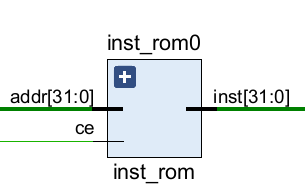 inst_rom0
addr[31:0]
inst[31:0]
ce
inst_rom